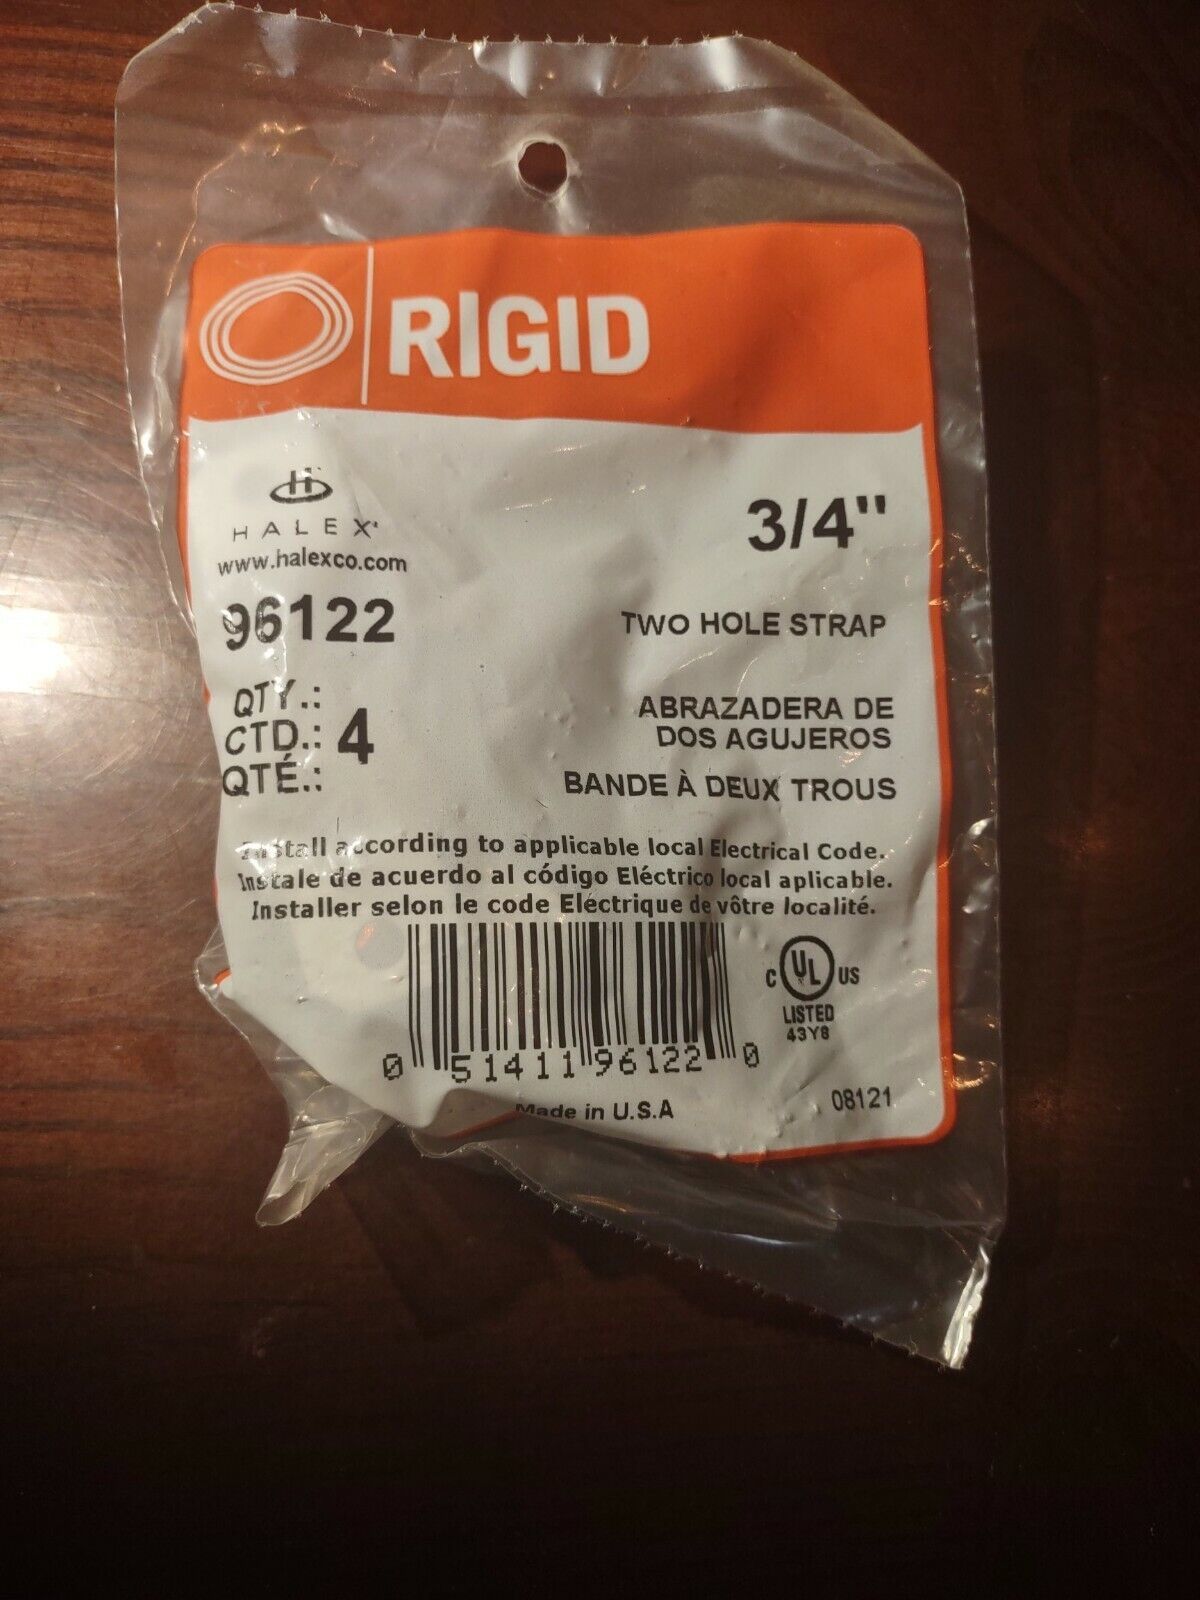 RIGID
HALEX
www.halexco.com
3/4"
96122
TWO HOLE STRAP
QTY.:
CTD.: 4
QTÉ.:
ABRAZADERA DE
DOS AGUJEROS
BANDE À DEUX TROUS
Install according to applicable local Electrical Code.
Instale de acuerdo al código Eléctrico local aplicable.
Installer selon le code Eléctrique de vôtre localité.
C UL US
LISTED
43Y8
0 51411 96122 0
Made in U.S.A
08121